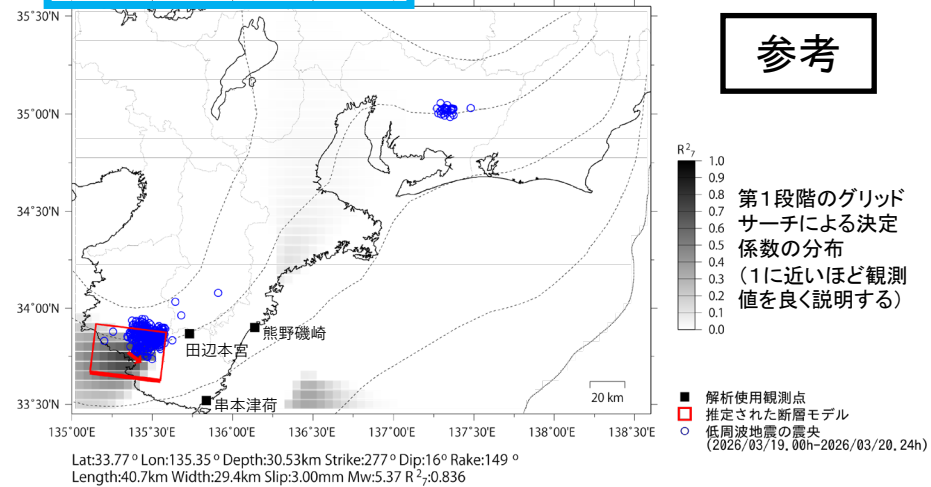 参考
35°30'N
35°00'N
34°30'N
34°00'N
33°30'N
135°00'E
135°30'E
136°00'E
136°30'E
137°00'E
137°30'E
138°00'E
138°30'E
熊野磯崎
田辺本宮
串本津荷
20 km
R²₇
1.0
0.9
0.8
0.7
0.6
0.5
0.4
0.3
0.2
0.1
0.0
第1段階のグリッド
サーチによる決定
係数の分布
(1に近いほど観測
値を良く説明する)
解析使用観測点
推定された断層モデル
低周波地震の震央
(2026/03/19.00h-2026/03/20.24h)
Lat:33.77° Lon:135.35° Depth:30.53km Strike:277° Dip:16° Rake:149 °
Length:40.7km Width:29.4km Slip:3.00mm Mw:5.37 R²₇:0.836